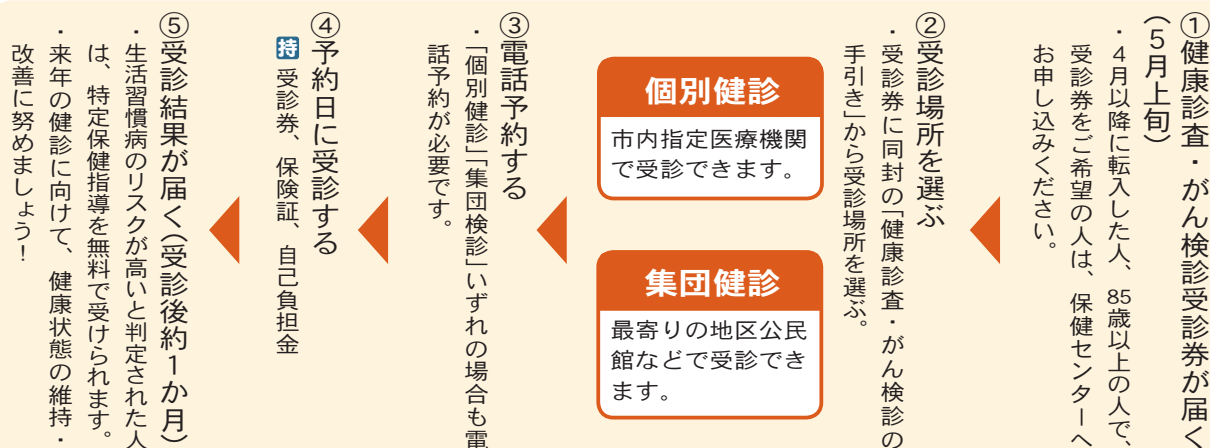 ①健康診査・がん検診受診券が届く
（5月上旬）
・4月以降に転入した人、85歳以上の人で、
受診券をご希望の人は、保健センターへ
お申し込みください。
②受診場所を選ぶ
・受診券に同封の「健康診査・がん検診の
手引き」から受診場所を選ぶ。
個別健診
市内指定医療機関
で受診できます。
集団健診
最寄りの地区公民
館などで受診でき
ます。
③電話予約する
・「個別健診」「集団検診」いずれの場合も電
話予約が必要です。
④予約日に受診する
持 受診券、保険証、自己負担金
⑤受診結果が届く（受診後約1か月）
・生活習慣病のリスクが高いと判定された人
は、特定保健指導を無料で受けられます。
・来年の健診に向けて、健康状態の維持・
改善に努めましょう！